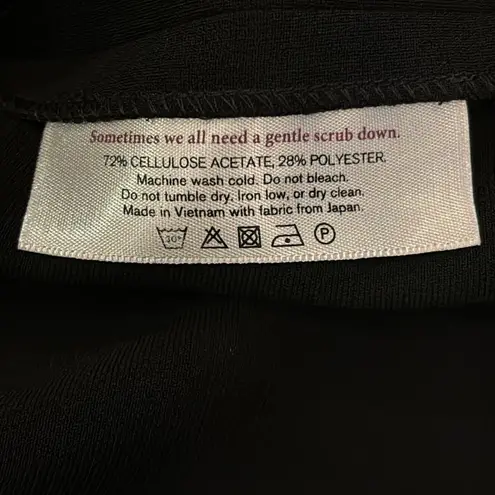 Sometimes we all need a gentle scrub down.
72% CELLULOSE ACETATE, 28% POLYESTER.
Machine wash cold. Do not bleach.
Do not tumble dry. Iron low, or dry clean.
Made in Vietnam with fabric from Japan.
30° P